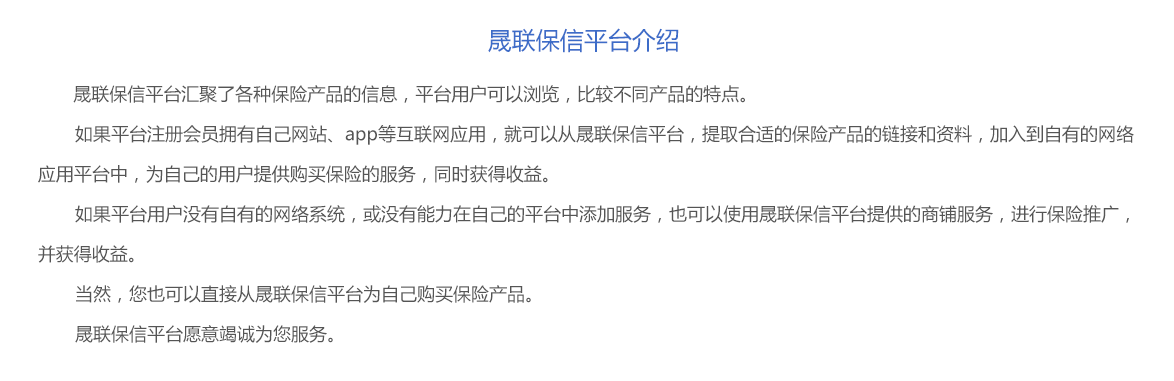 晟联保信平台介绍
晟联保信平台汇聚了各种保险产品的信息，平台用户可以浏览，比较不同产品的特点。
如果平台注册会员拥有自己网站、app等互联网应用，就可以从晟联保信平台，提取合适的保险产品的链接和资料，加入到自有的网络
应用平台中，为自己的用户提供购买保险的服务，同时获得收益。
如果平台用户没有自有的网络系统，或没有能力在自己的平台中添加服务，也可以使用晟联保信平台提供的商铺服务，进行保险推广，
并获得收益。
当然，您也可以直接从晟联保信平台为自己购买保险产品。
晟联保信平台愿意竭诚为您服务。